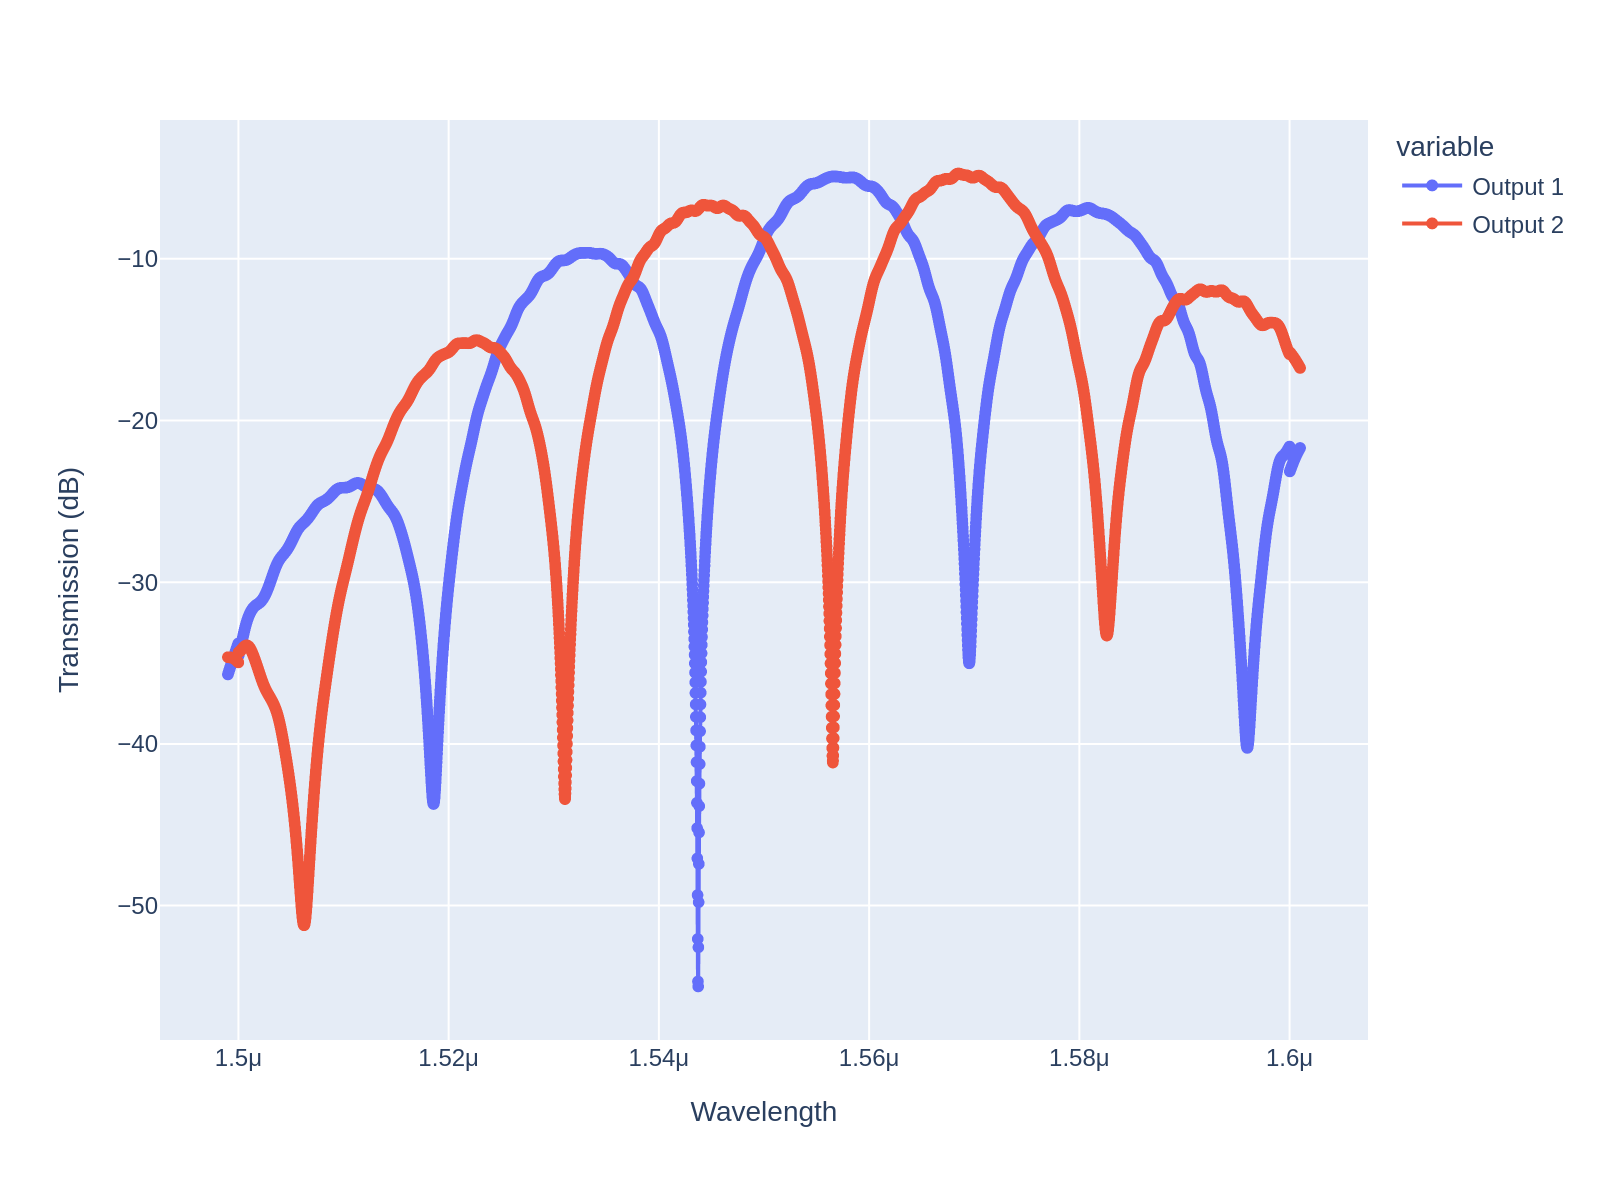 variable
Output 1
Output 2
Transmission (dB)
−10
−20
−30
−40
−50
1.5μ
1.52μ
1.54μ
1.56μ
1.58μ
1.6μ
Wavelength